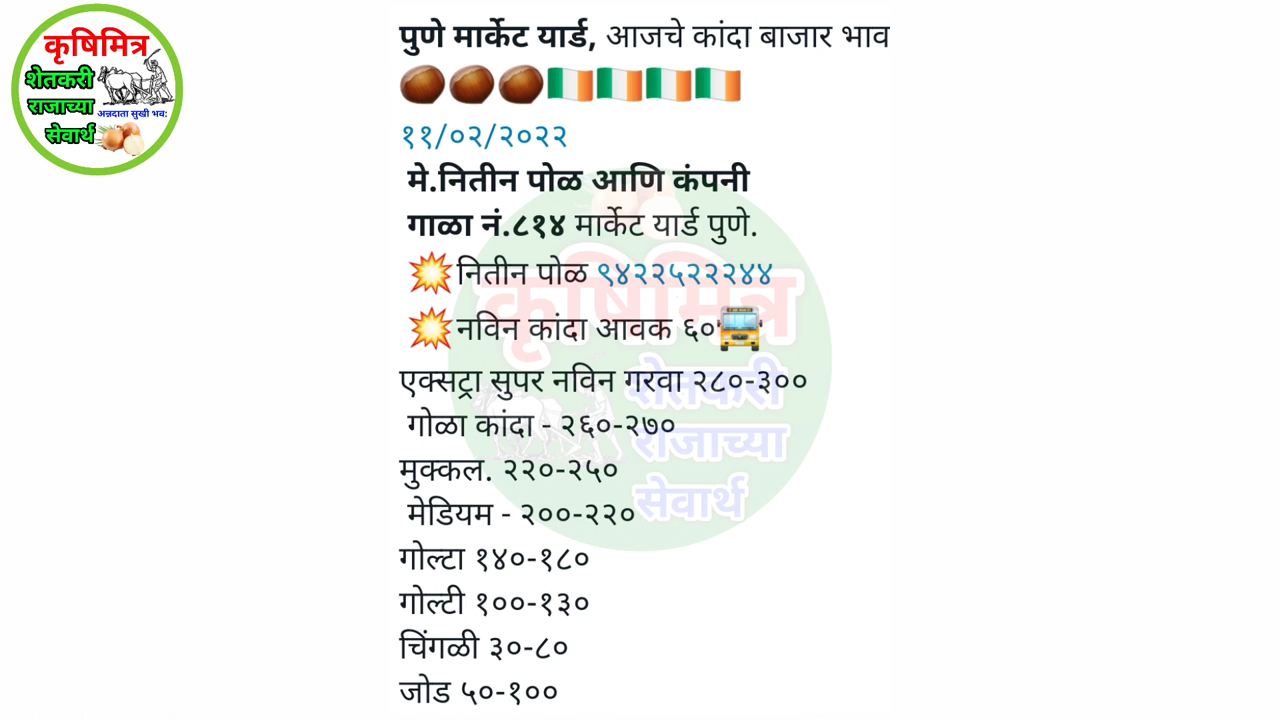 कृषिमित्र
शेतकरी
राजाच्या
अन्नदाता सुखी भव:
सेवार्थ
पुणे मार्केट यार्ड, आजचे कांदा बाजार भाव
११/०२/२०२२
मे.नितीन पोळ आणि कंपनी
गाळा नं.८१४ मार्केट यार्ड पुणे.
नितीन पोळ ९४२२५२२२४४
नविन कांदा आवक ६०
एक्सट्रा सुपर नविन गरवा २८०-३००
गोळा कांदा - २६०-२७०
मुक्कल. २२०-२५०
मेडियम - २००-२२०
गोल्टा १४०-१८०
गोल्टी १००-१३०
चिंगळी ३०-८०
जोड ५०-१००
कृषिमित्र
शेतकरी
राजाच्या
सेवार्थ